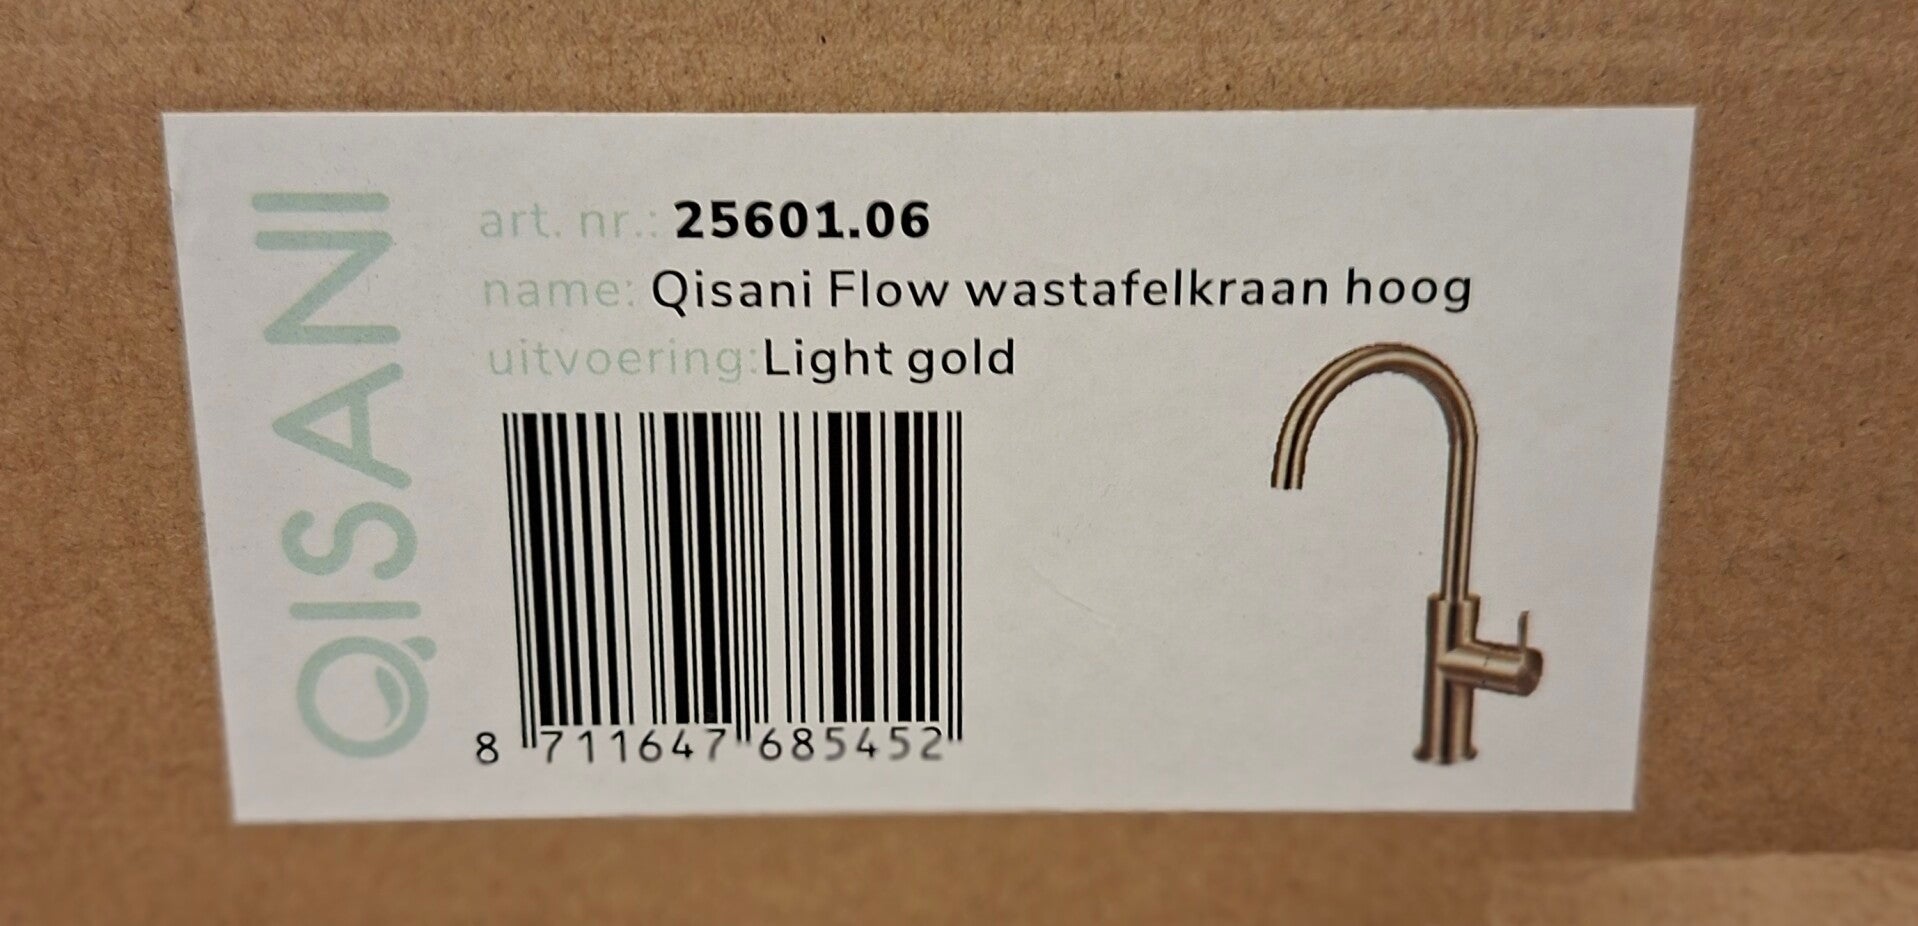 QISANI
art. nr.: 25601.06
name: Qisani Flow wastafelkraan hoog
uitvoering: Light gold
8 711647 685452